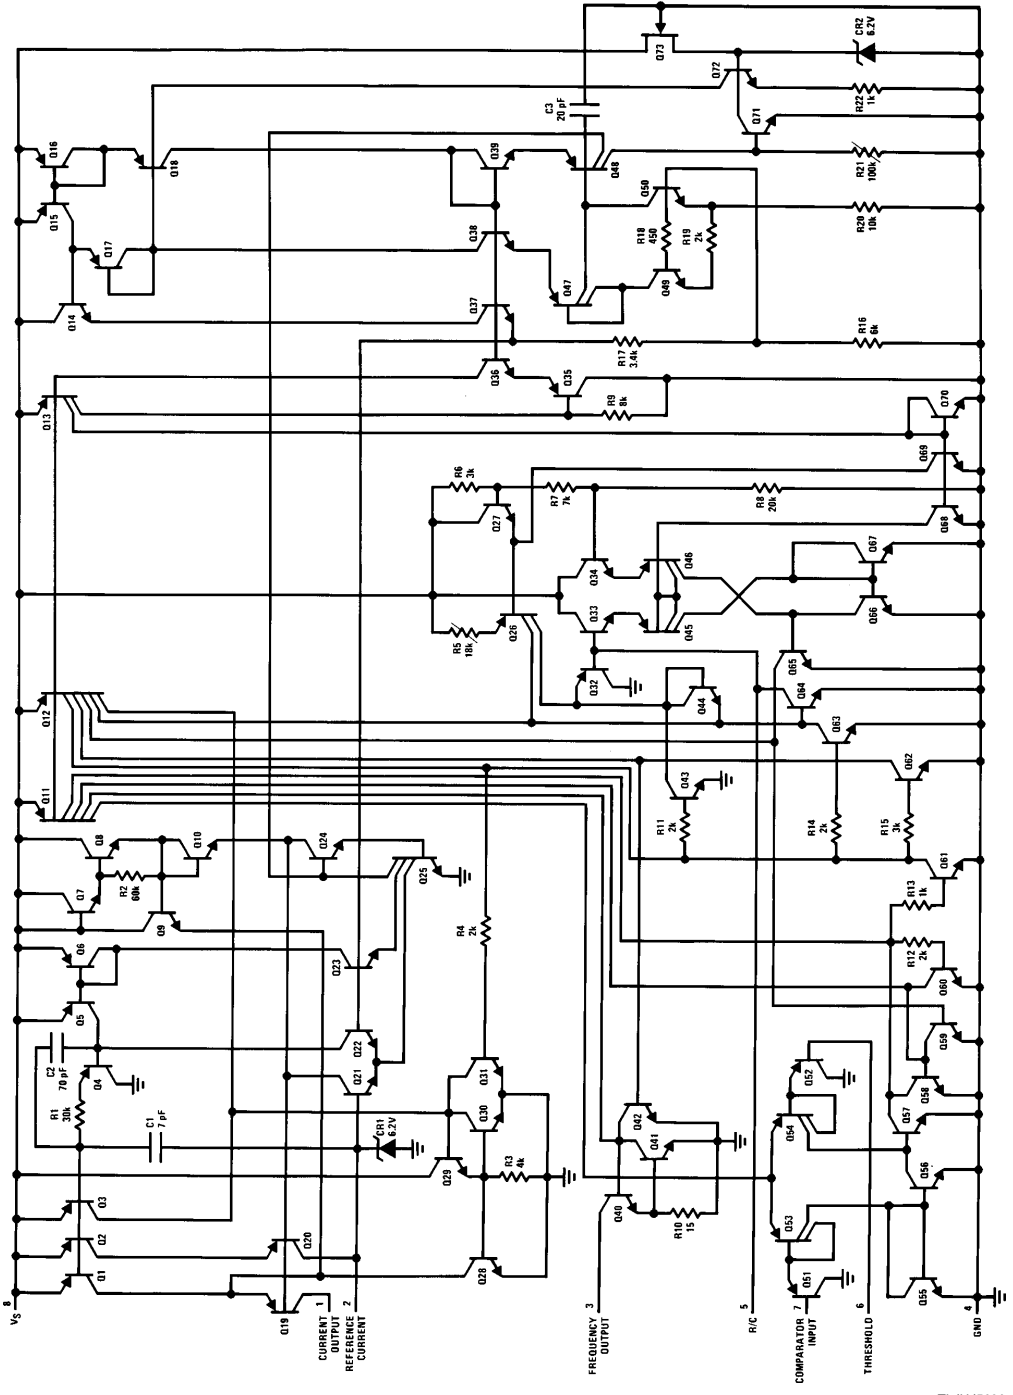 8
VS
Q1
Q2
Q3
R1
30k
C2
70 pF
Q4
C1
7 pF
Q5
Q6
Q7
Q8
R2
60k
Q9
Q10
Q11
Q12
Q13
Q14
Q15
Q16
Q17
Q18
Q19
Q20
Q21
Q22
Q23
Q24
Q25
CR1
6.2V
1
CURRENT
OUTPUT
2
REFERENCE
CURRENT
Q28
Q29
Q30
Q31
R3
4k
R4
2k
R5
18k
R6
3k
Q26
Q27
R7
7k
R8
20k
Q32
Q33
Q34
Q35
R9
8k
Q36
Q37
Q38
Q39
C3
20 pF
Q47
Q48
R17
3.4k
R18
450
R19
2k
Q49
Q50
R16
6k
R20
10k
R21
100k
R22
1k
Q71
Q72
Q73
CR2
6.2V
3
FREQUENCY
OUTPUT
Q40
Q41
Q42
R10
15
Q43
R11
2k
Q44
Q45
Q46
5
R/C
7
COMPARATOR
INPUT
6
THRESHOLD
Q51
Q52
Q53
Q54
Q55
Q56
Q57
Q58
Q59
Q60
R12
2k
R13
1k
Q61
R14
2k
R15
3k
Q62
Q63
Q64
Q65
Q66
Q67
Q68
Q69
Q70
4
GND